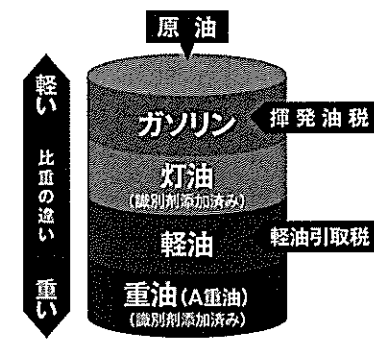 原油
軽い
比重の違い
重い
ガソリン
揮発油税
灯油
(識別剤添加済み)
軽油
軽油引取税
重油(A重油)
(識別剤添加済み)